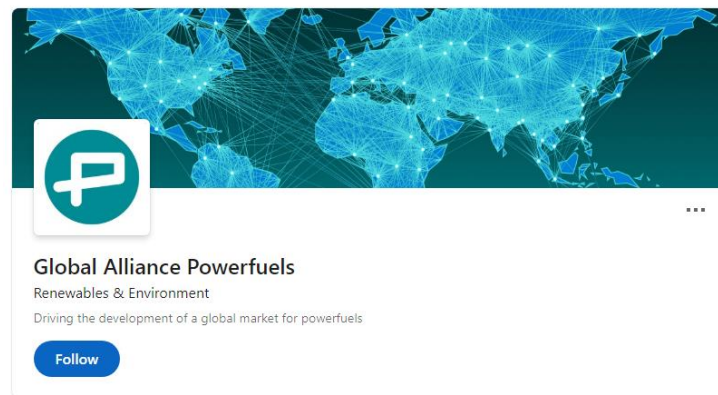 Global Alliance Powerfuels
Renewables & Environment
Driving the development of a global market for powerfuels
Follow